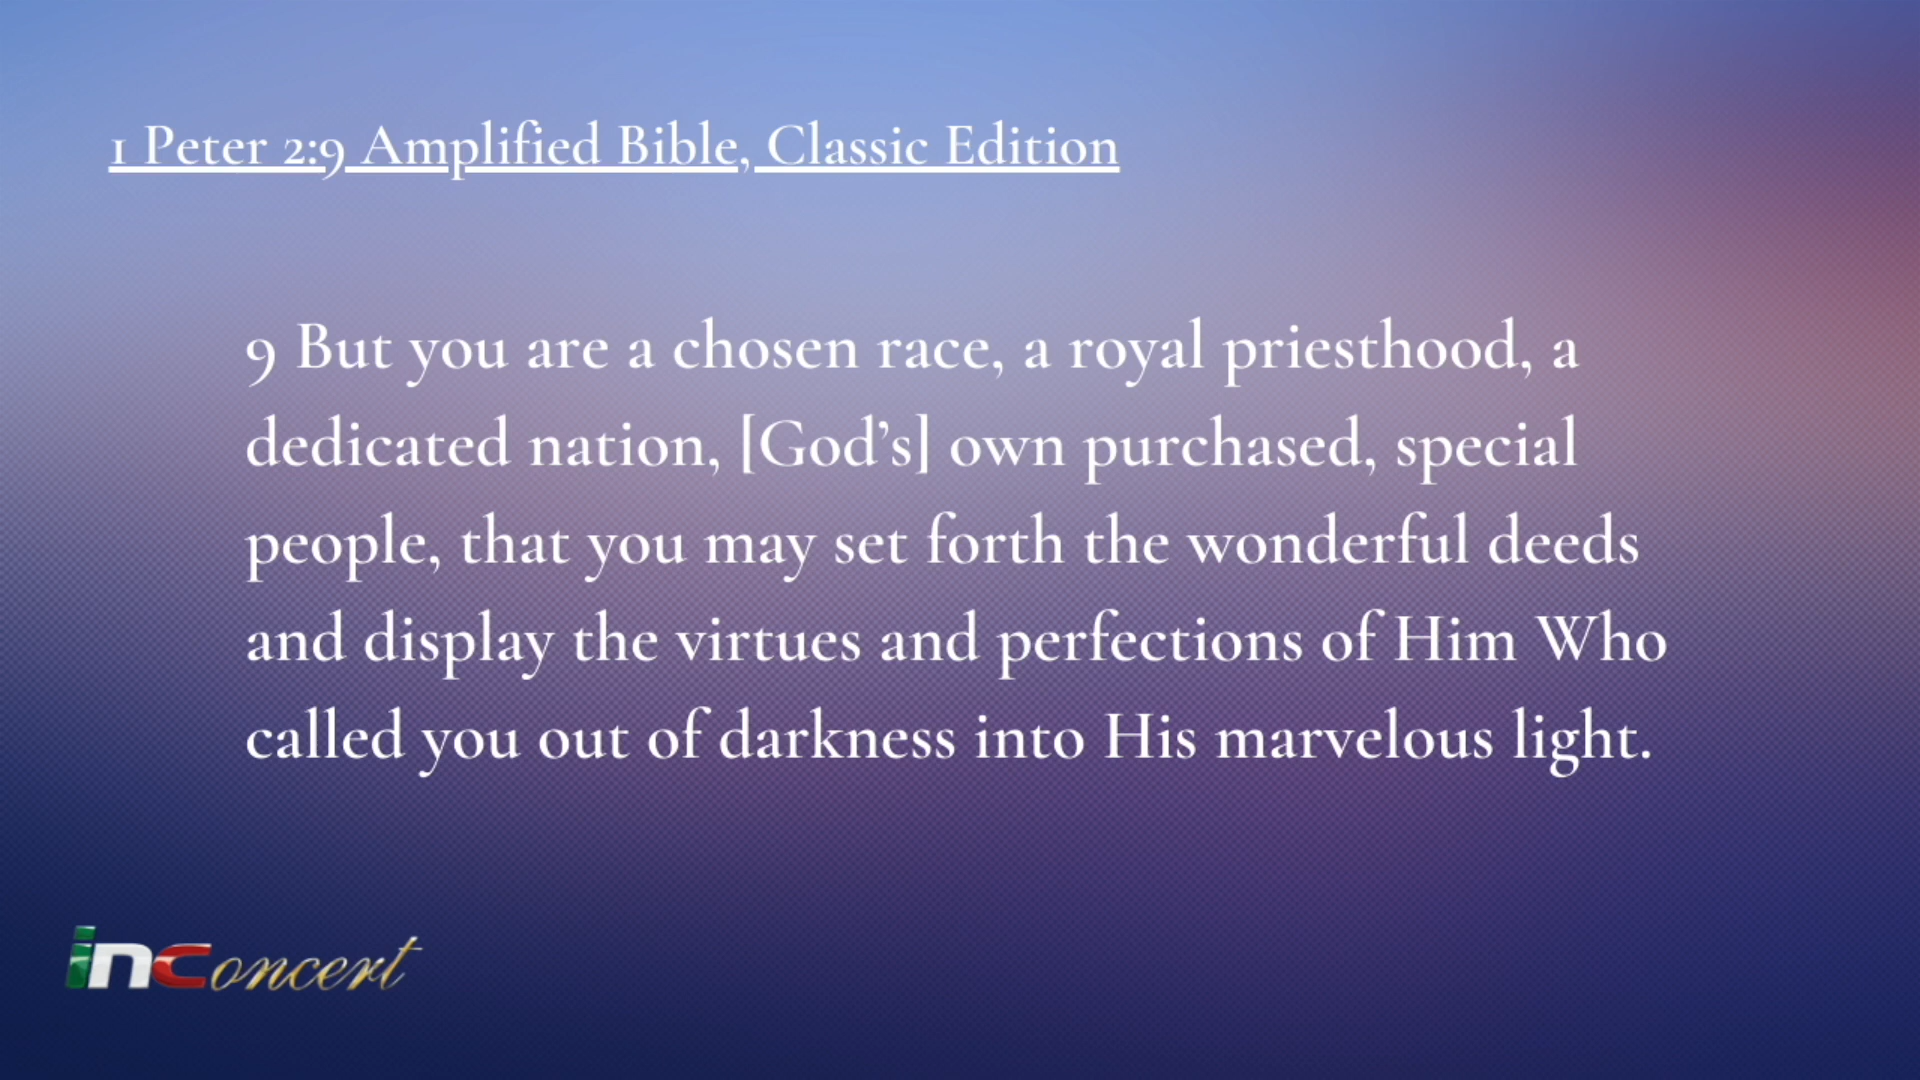 1 Peter 2:9 Amplified Bible, Classic Edition
9 But you are a chosen race, a royal priesthood, a
dedicated nation, [God’s] own purchased, special
people, that you may set forth the wonderful deeds
and display the virtues and perfections of Him Who
called you out of darkness into His marvelous light.
inConcert